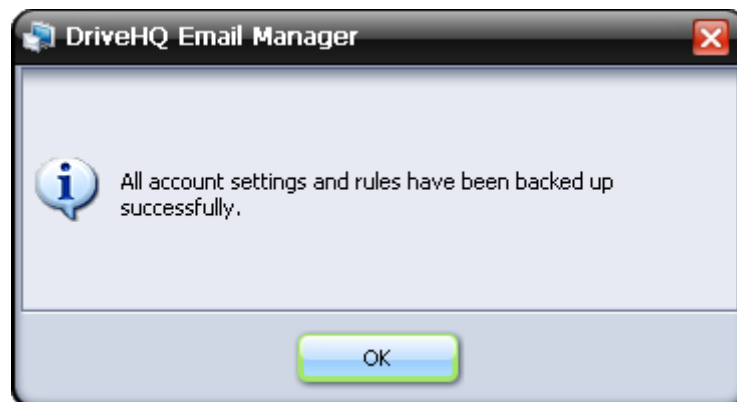 DriveHQ Email Manager
All account settings and rules have been backed up
successfully.
OK